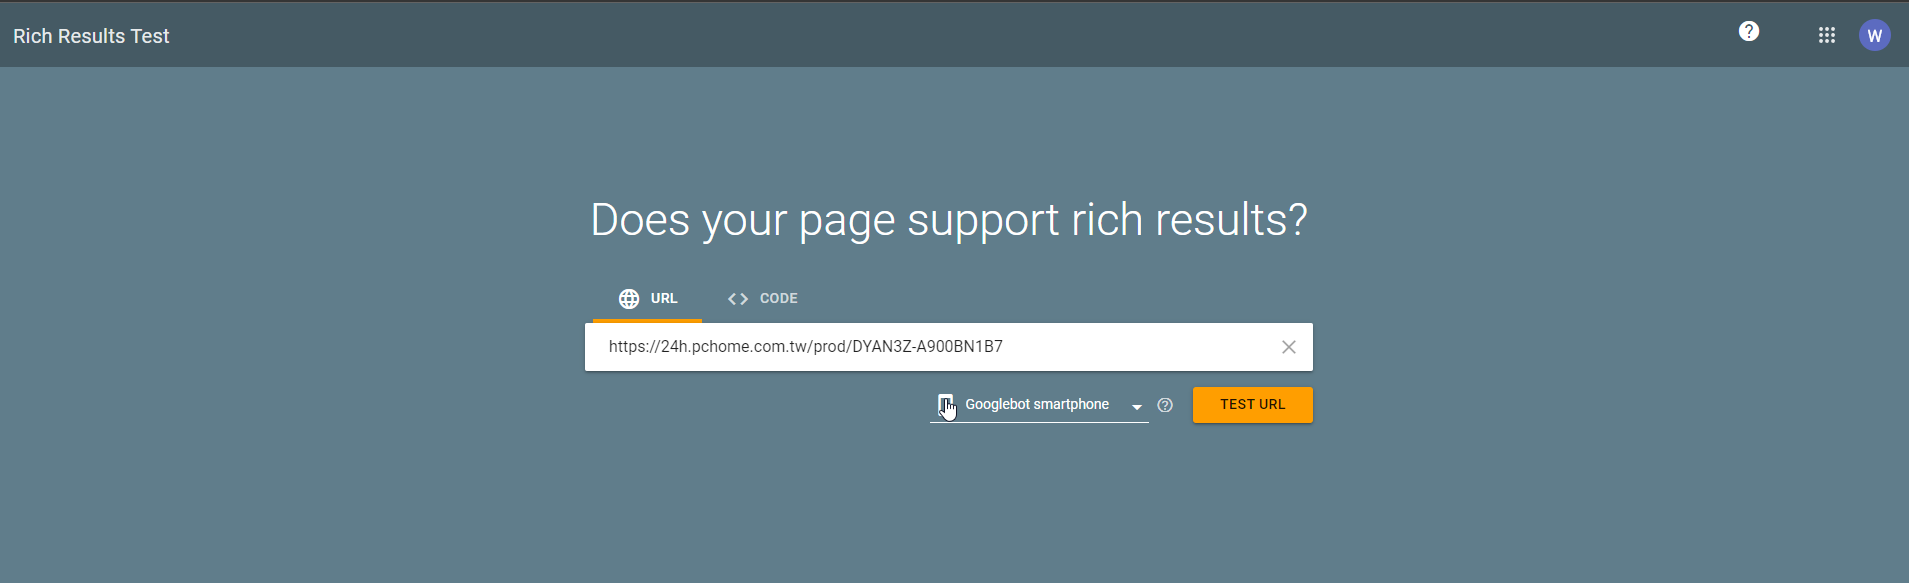 Rich Results Test
W
Does your page support rich results?
URL
CODE
https://24h.pchome.com.tw/prod/DYAN3Z-A900BN1B7
Googlebot smartphone
TEST URL